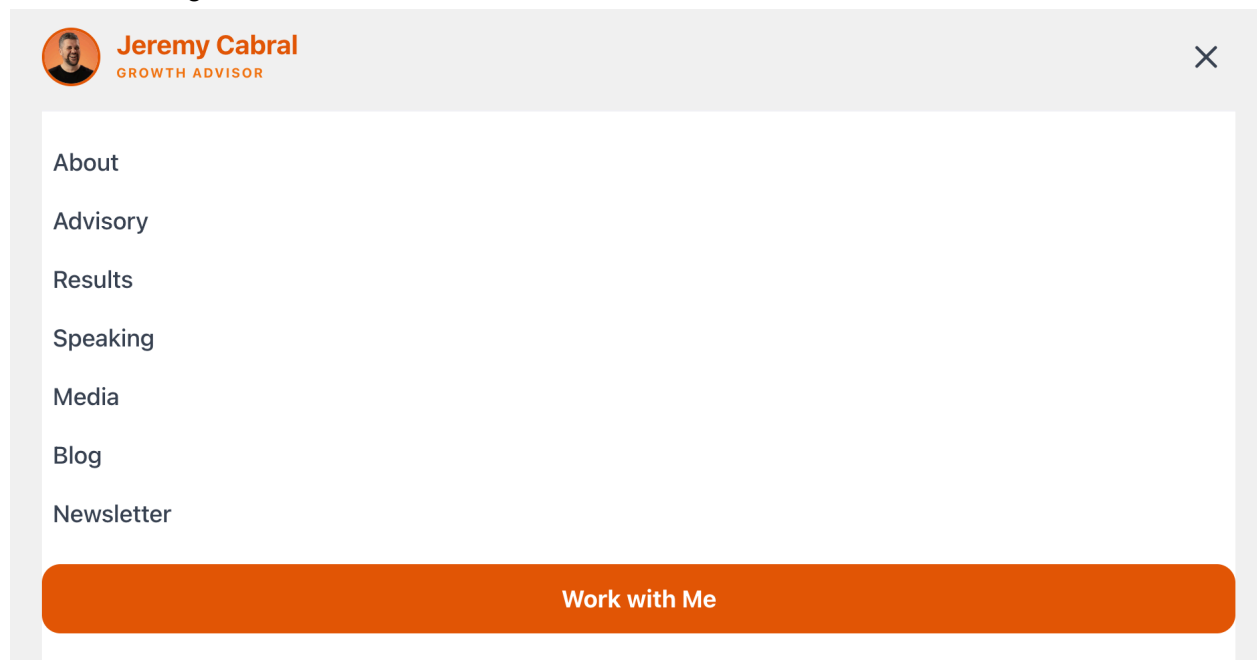 Jeremy Cabral
GROWTH ADVISOR
About
Advisory
Results
Speaking
Media
Blog
Newsletter
Work with Me